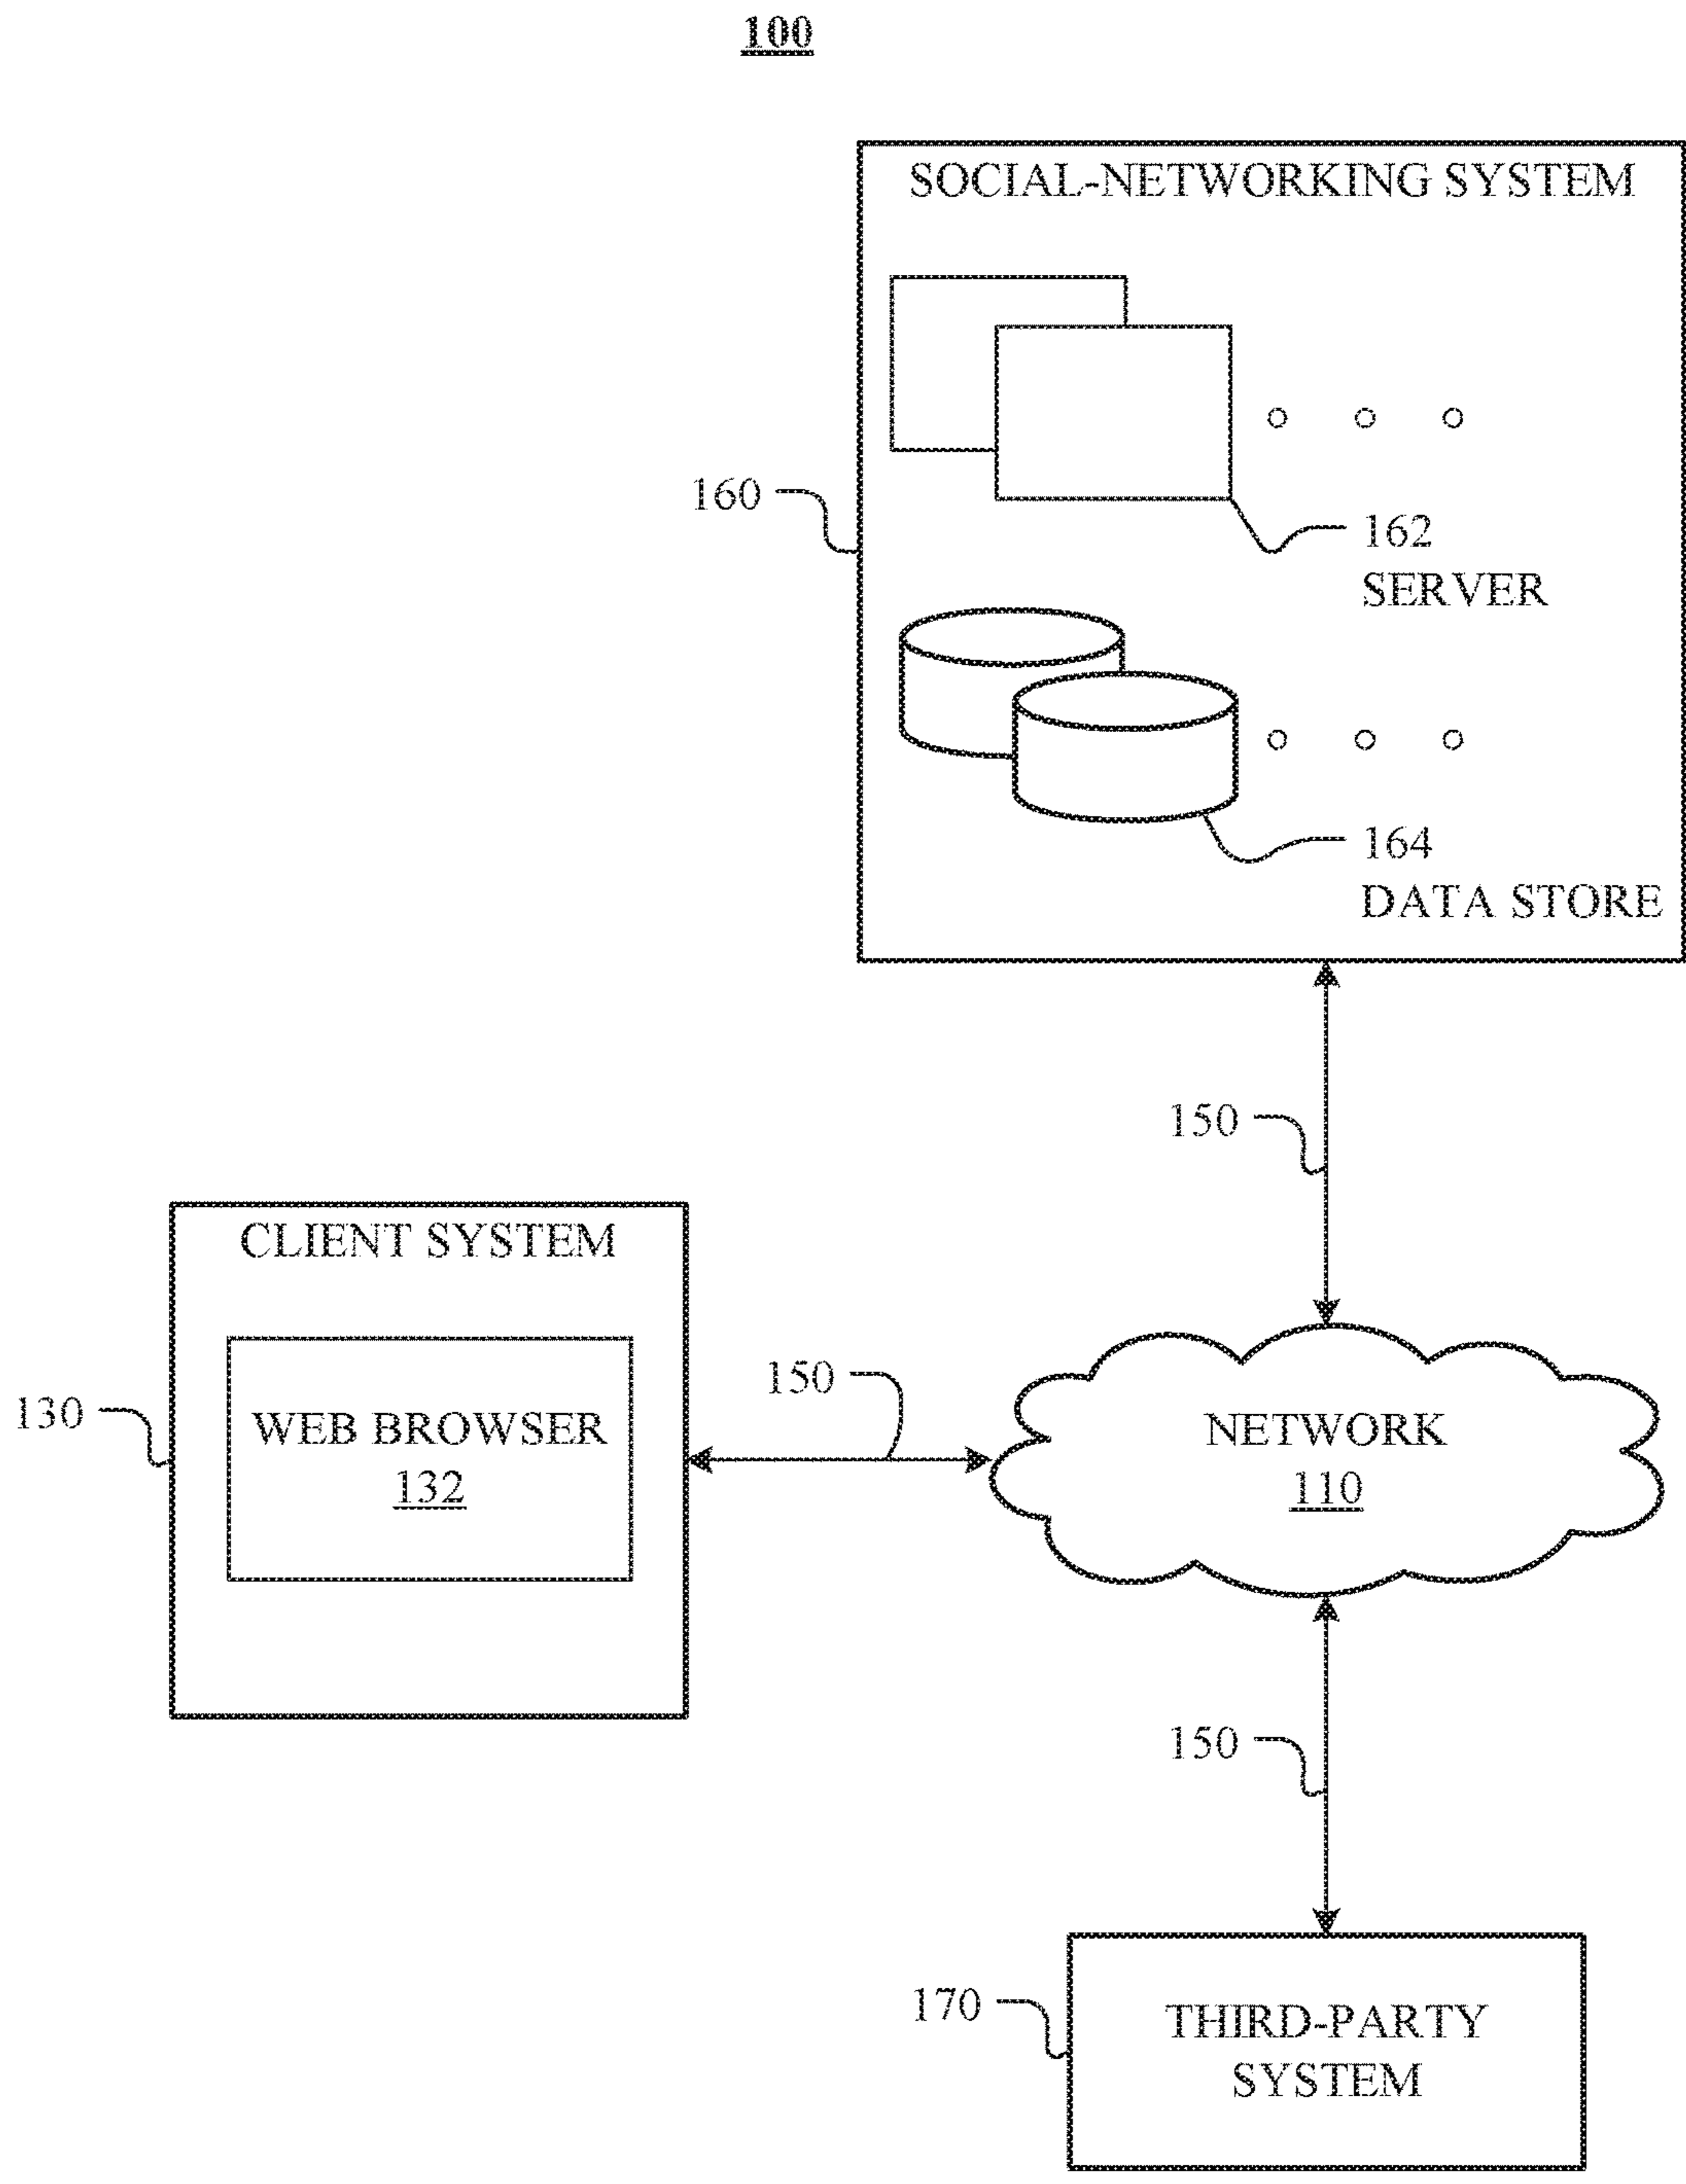 100
SOCIAL-NETWORKING SYSTEM
160
162
SERVER
164
DATA STORE
150
CLIENT SYSTEM
130
WEB BROWSER
132
150
NETWORK
110
150
170
THIRD-PARTY
SYSTEM